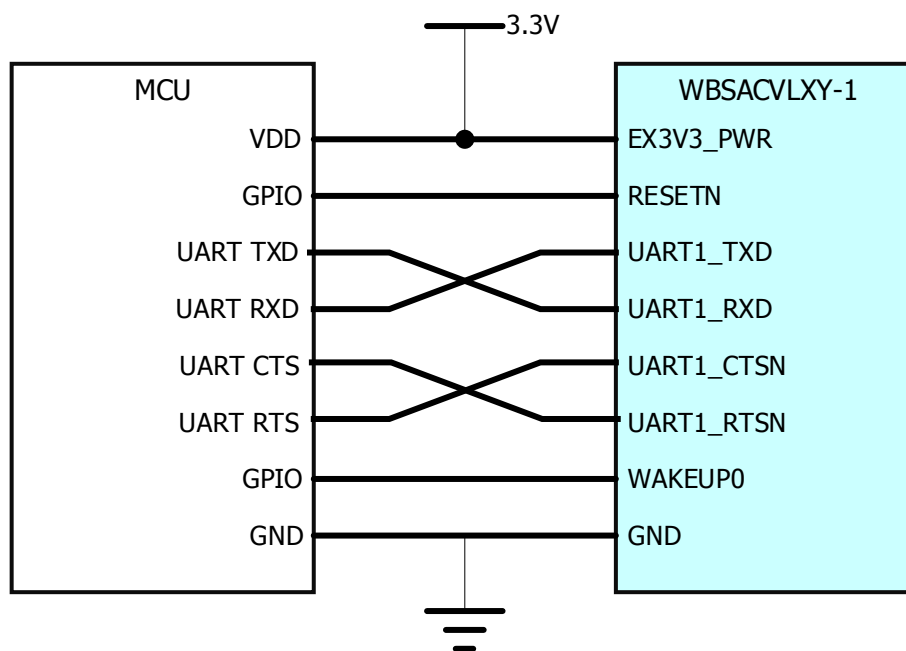 3.3V
MCU
WBSACVLXY-1
VDD
EX3V3_PWR
GPIO
RESETN
UART TXD
UART1_TXD
UART RXD
UART1_RXD
UART CTS
UART1_CTSN
UART RTS
UART1_RTSN
GPIO
WAKEUP0
GND
GND